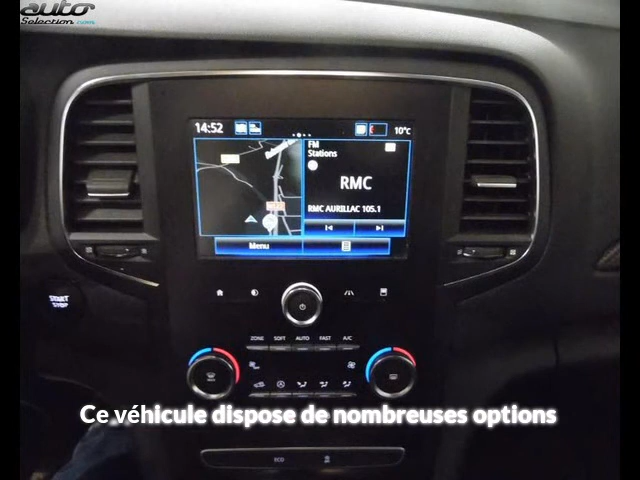 auto
Selection.com
14:52
10°C
FM
Stations
RMC
RMC AURILLAC 105.1
Menu
START
STOP
ZONE SOFT AUTO FAST A/C
Ce véhicule dispose de nombreuses options
ECO